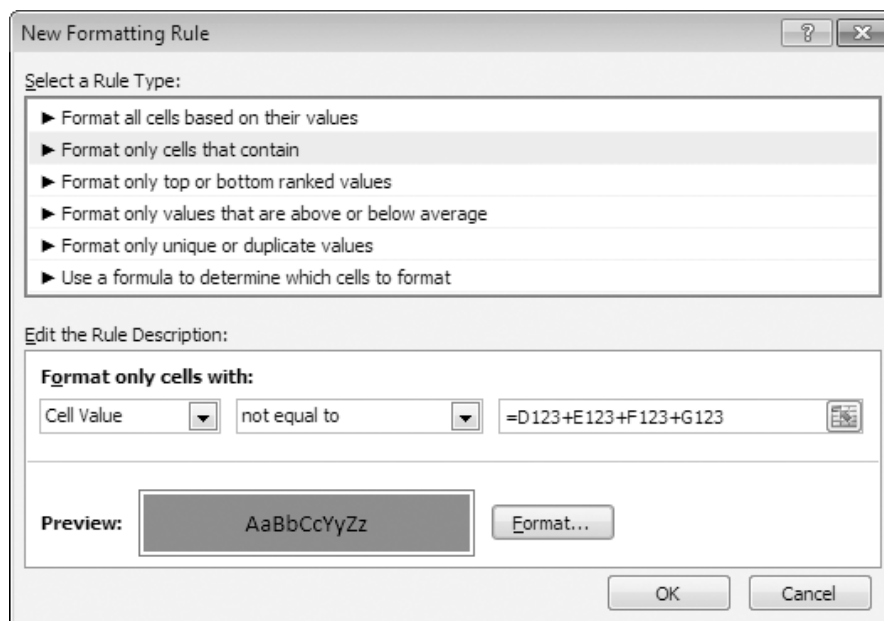 New Formatting Rule
Select a Rule Type:
► Format all cells based on their values
► Format only cells that contain
► Format only top or bottom ranked values
► Format only values that are above or below average
► Format only unique or duplicate values
► Use a formula to determine which cells to format
Edit the Rule Description:
Format only cells with:
Cell Value not equal to =D123+E123+F123+G123
Preview: AaBbCcYyZz Format...
OK Cancel